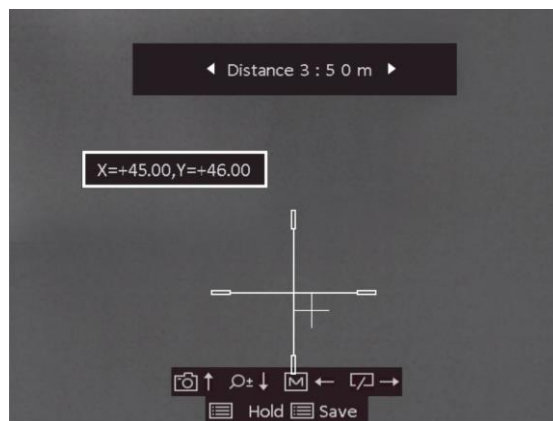 ◄ Distance 3 : 5 0 m ►
X=+45.00,Y=+46.00
↑ ± ↓ M ← →
Hold Save